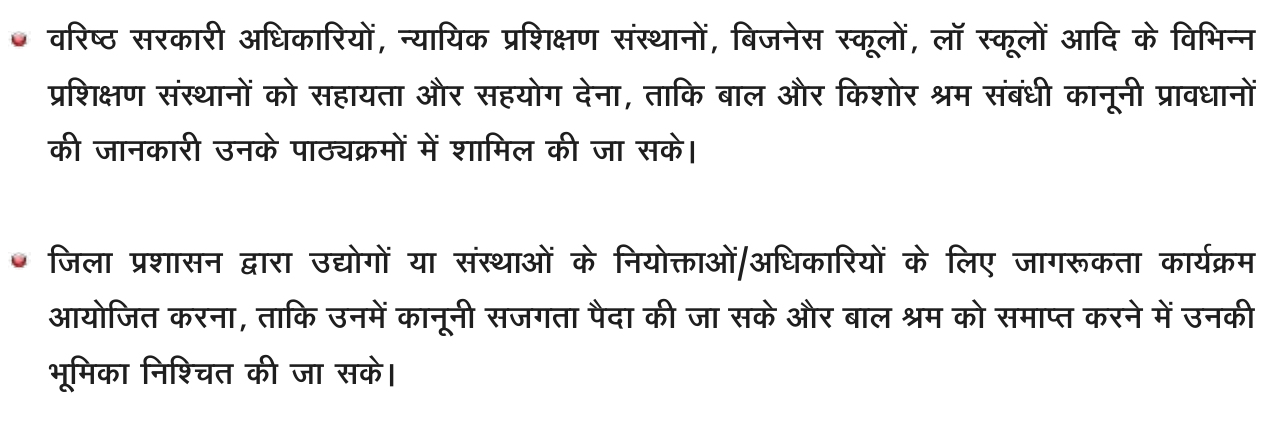 वरिष्ठ सरकारी अधिकारियों, न्यायिक प्रशिक्षण संस्थानों, बिजनेस स्कूलों, लॉ स्कूलों आदि के विभिन्न
प्रशिक्षण संस्थानों को सहायता और सहयोग देना, ताकि बाल और किशोर श्रम संबंधी कानूनी प्रावधानों
की जानकारी उनके पाठ्यक्रमों में शामिल की जा सके।
जिला प्रशासन द्वारा उद्योगों या संस्थाओं के नियोक्ताओं/अधिकारियों के लिए जागरूकता कार्यक्रम
आयोजित करना, ताकि उनमें कानूनी सजगता पैदा की जा सके और बाल श्रम को समाप्त करने में उनकी
भूमिका निश्चित की जा सके।